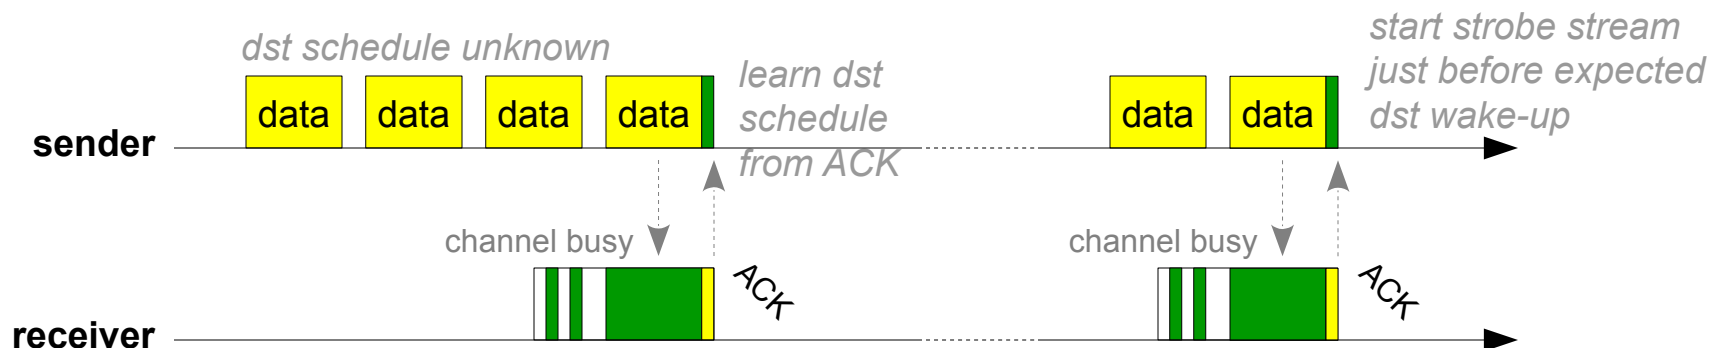 dst schedule unknown
data data data data
learn dst
schedule
from ACK
data data
start strobe stream
just before expected
dst wake-up
sender
channel busy
ACK
channel busy
ACK
receiver